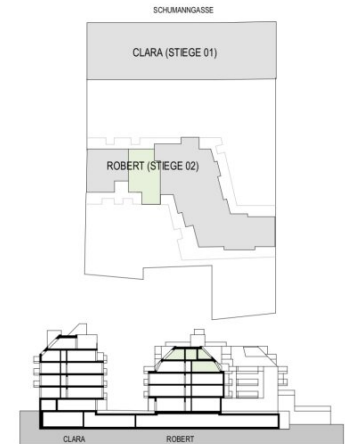 SCHUMANNGASSE
CLARA (STIEGE 01)
ROBERT (STIEGE 02)
CLARA ROBERT